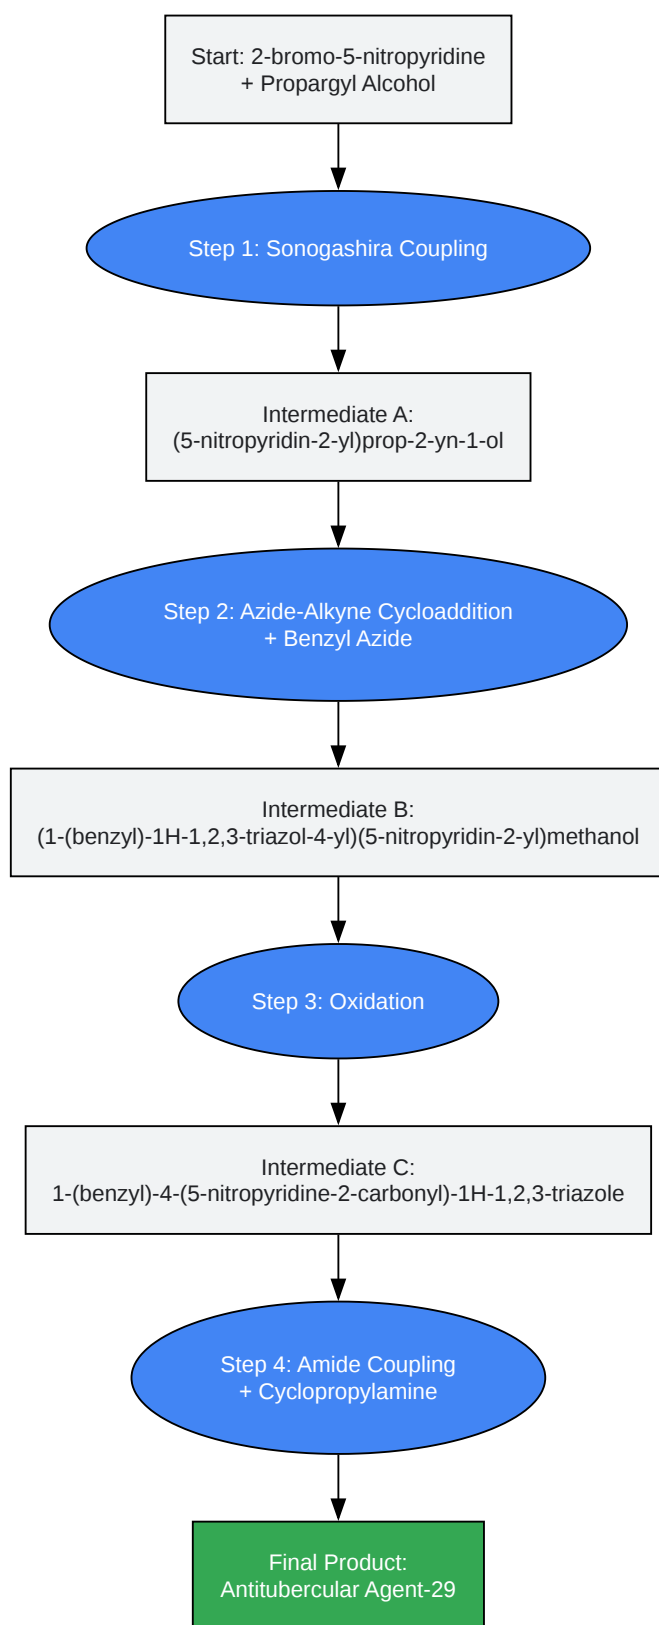 Start: 2-bromo-5-nitropyridine
+ Propargyl Alcohol
Step 1: Sonogashira Coupling
Intermediate A:
(5-nitropyridin-2-yl)prop-2-yn-1-ol
Step 2: Azide-Alkyne Cycloaddition
+ Benzyl Azide
Intermediate B:
(1-(benzyl)-1H-1,2,3-triazol-4-yl)(5-nitropyridin-2-yl)methanol
Step 3: Oxidation
Intermediate C:
1-(benzyl)-4-(5-nitropyridine-2-carbonyl)-1H-1,2,3-triazole
Step 4: Amide Coupling
+ Cyclopropylamine
Final Product:
Antitubercular Agent-29